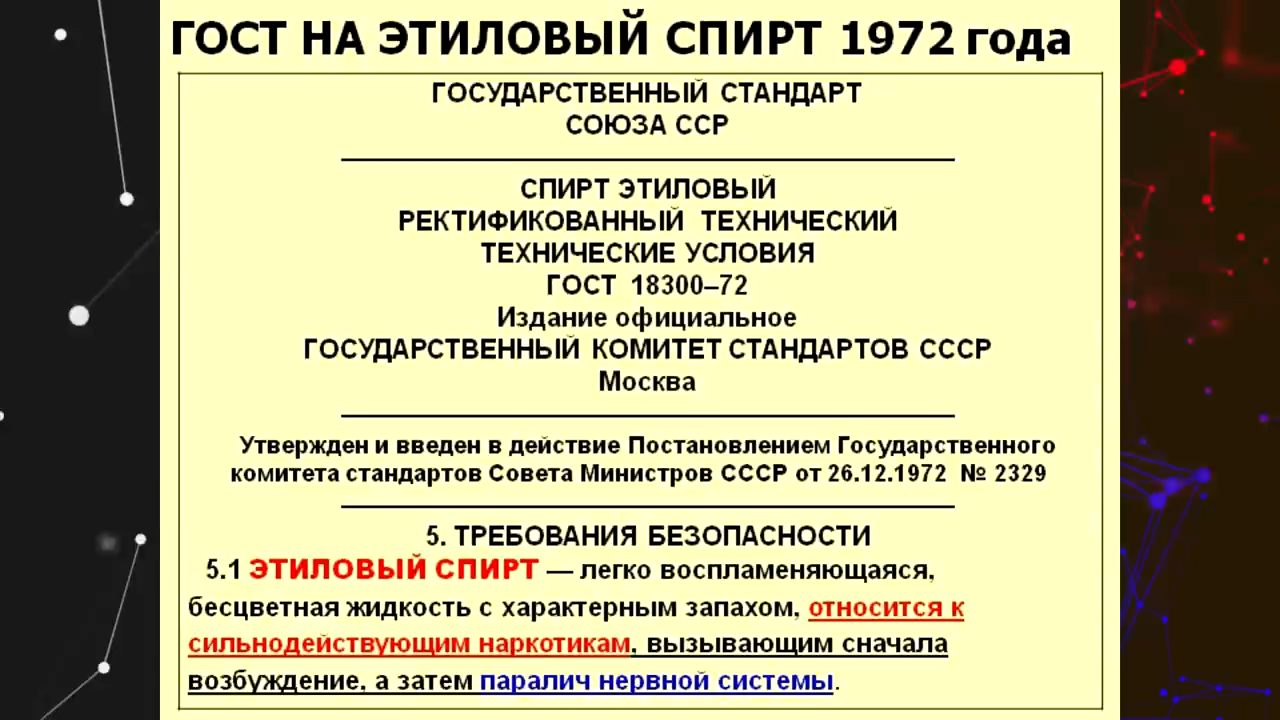 ГОСТ НА ЭТИЛОВЫЙ СПИРТ 1972 года
ГОСУДАРСТВЕННЫЙ СТАНДАРТ
СОЮЗА ССР
СПИРТ ЭТИЛОВЫЙ
РЕКТИФИКОВАННЫЙ ТЕХНИЧЕСКИЙ
ТЕХНИЧЕСКИЕ УСЛОВИЯ
ГОСТ 18300–72
Издание официальное
ГОСУДАРСТВЕННЫЙ КОМИТЕТ СТАНДАРТОВ СССР
Москва
Утвержден и введен в действие Постановлением Государственного
комитета стандартов Совета Министров СССР от 26.12.1972 № 2329
5. ТРЕБОВАНИЯ БЕЗОПАСНОСТИ
5.1 ЭТИЛОВЫЙ СПИРТ — легко воспламеняющаяся,
бесцветная жидкость с характерным запахом, относится к
сильнодействующим наркотикам, вызывающим сначала
возбуждение, а затем паралич нервной системы.